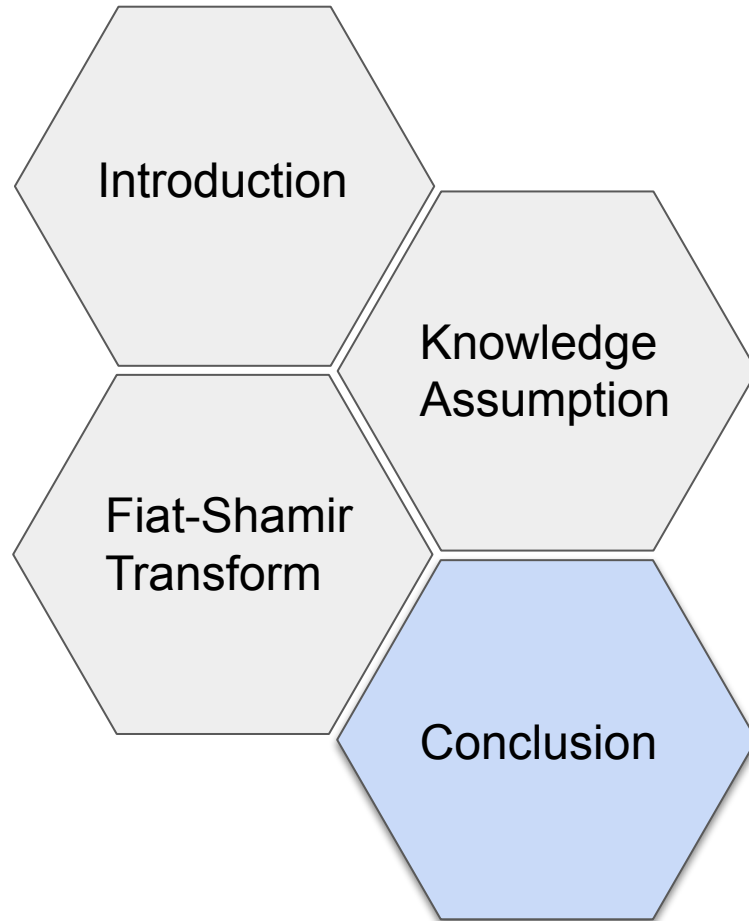 Introduction
Knowledge
Assumption
Fiat-Shamir
Transform
Conclusion